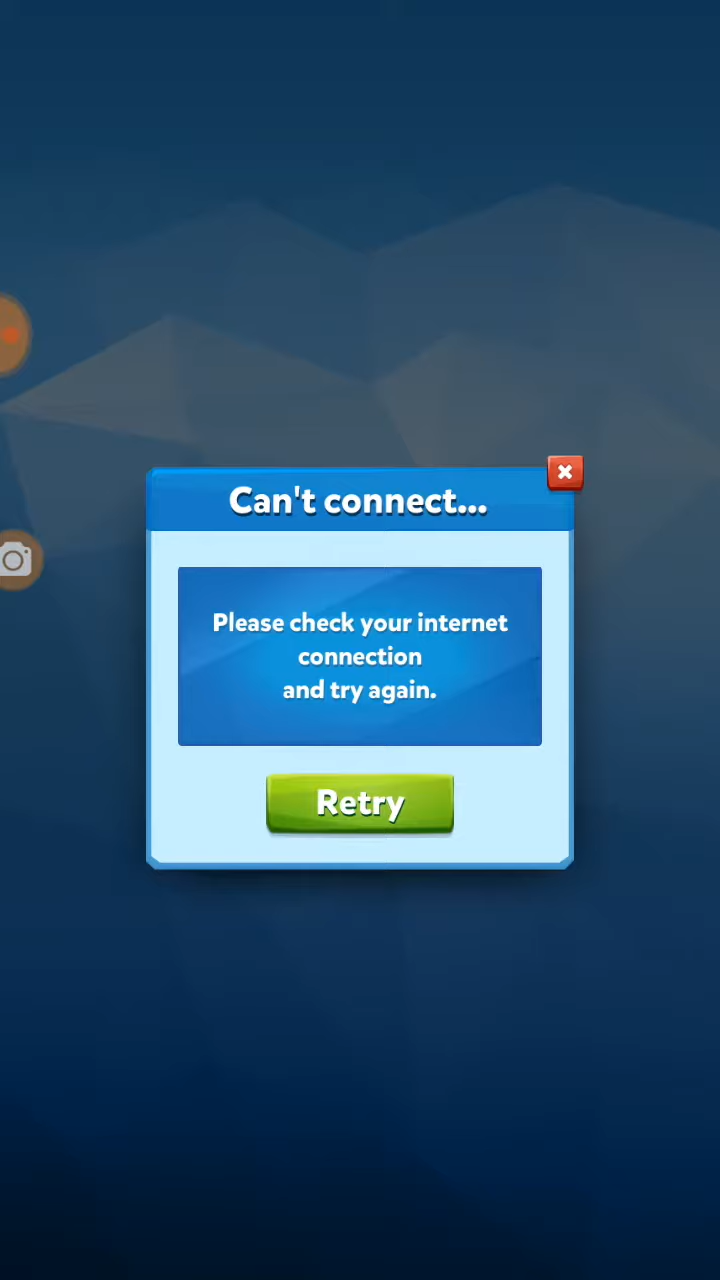 Can't connect...
Please check your internet
connection
and try again.
Retry